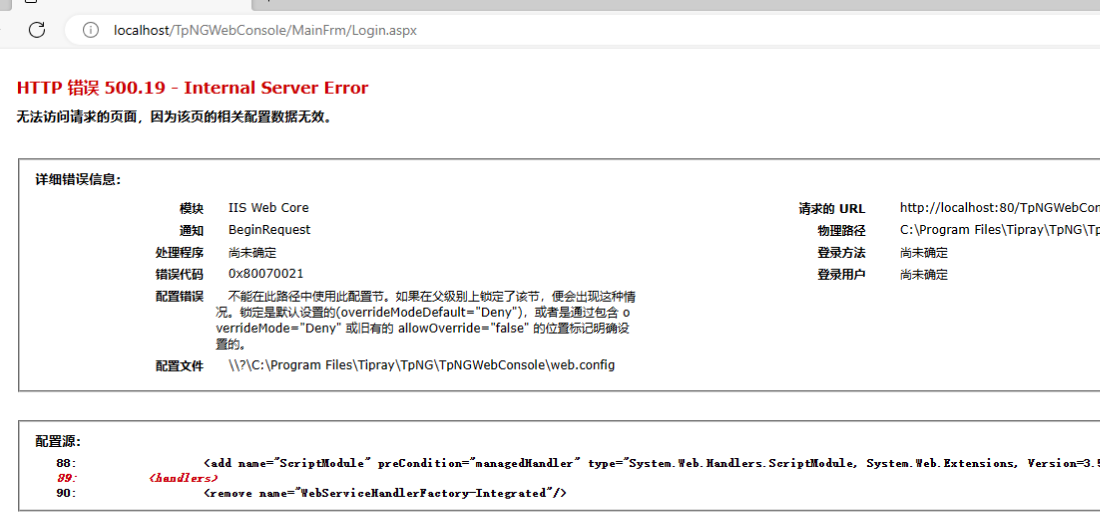 localhost/TpNGWebConsole/MainFrm/Login.aspx
HTTP 错误 500.19 - Internal Server Error
无法访问请求的页面，因为该页的相关配置数据无效。
详细错误信息:
模块 IIS Web Core
通知 BeginRequest
处理程序 尚未确定
错误代码 0x80070021
配置错误 不能在此路径中使用此配置节。如果在父级别上锁定了该节，便会出现这种情
况。锁定是默认设置的(overrideModeDefault="Deny")，或者是通过包含 o
verrideMode="Deny" 或旧有的 allowOverride="false" 的位置标记明确设
置的。
配置文件 \\?\C:\Program Files\Tipray\TpNG\TpNGWebConsole\web.config
请求的 URL http://localhost:80/TpNGWebCon
物理路径 C:\Program Files\Tipray\TpNG\Tp
登录方法 尚未确定
登录用户 尚未确定
配置源:
88: <add name="ScriptModule" preCondition="managedHandler" type="System.Web.Handlers.ScriptModule, System.Web.Extensions, Version=3.5
89: <handlers>
90: <remove name="WebServiceHandlerFactory-Integrated"/>